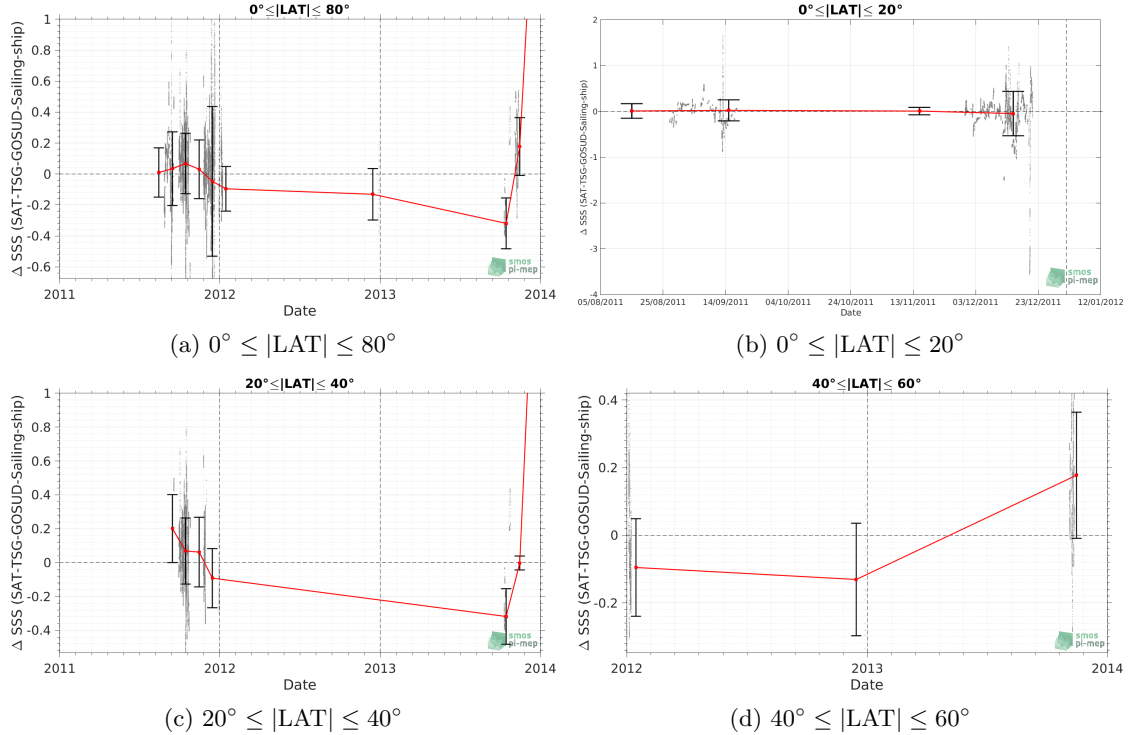 0°≤|LAT|≤ 80°
Δ SSS (SAT-TSG-GOSUD-Sailing-ship)
1
0.8
0.6
0.4
0.2
0
-0.2
-0.4
-0.6
2011 2012 2013 2014
Date
smos
pi-mep
(a) 0° ≤ |LAT| ≤ 80°
0°≤|LAT|≤ 20°
Δ SSS (SAT-TSG-GOSUD-Sailing-ship)
2
1
0
-1
-2
-3
-4
05/08/2011 25/08/2011 14/09/2011 04/10/2011 24/10/2011 13/11/2011 03/12/2011 23/12/2011 12/01/2012
Date
smos
pi-mep
(b) 0° ≤ |LAT| ≤ 20°
20°≤|LAT|≤ 40°
Δ SSS (SAT-TSG-GOSUD-Sailing-ship)
1
0.8
0.6
0.4
0.2
0
-0.2
-0.4
2011 2012 2013 2014
Date
smos
pi-mep
(c) 20° ≤ |LAT| ≤ 40°
40°≤|LAT|≤ 60°
Δ SSS (SAT-TSG-GOSUD-Sailing-ship)
0.4
0.2
0
-0.2
2012 2013 2014
Date
smos
pi-mep
(d) 40° ≤ |LAT| ≤ 60°